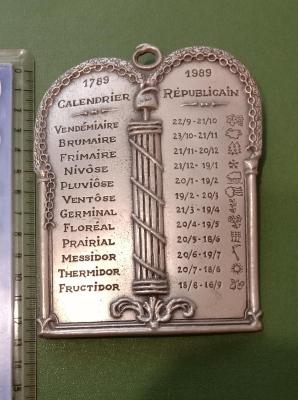 1789 1989
CALENDRIER RÉPUBLICAIN
VENDÉMIAIRE 22/9 - 21/10
BRUMAIRE 23/10 - 21/11
FRIMAIRE 21/11 - 20/12
NIVÔSE 21/12 - 19/1
PLUVIÔSE 20/1 - 19/2
VENTÔSE 19/2 - 20/3
GERMINAL 21/3 - 19/4
FLORÉAL 20/4 - 19/5
PRAIRIAL 20/5 - 18/6
MESSIDOR 20/6 - 19/7
THERMIDOR 20/7 - 18/8
FRUCTIDOR 18/8 - 16/9